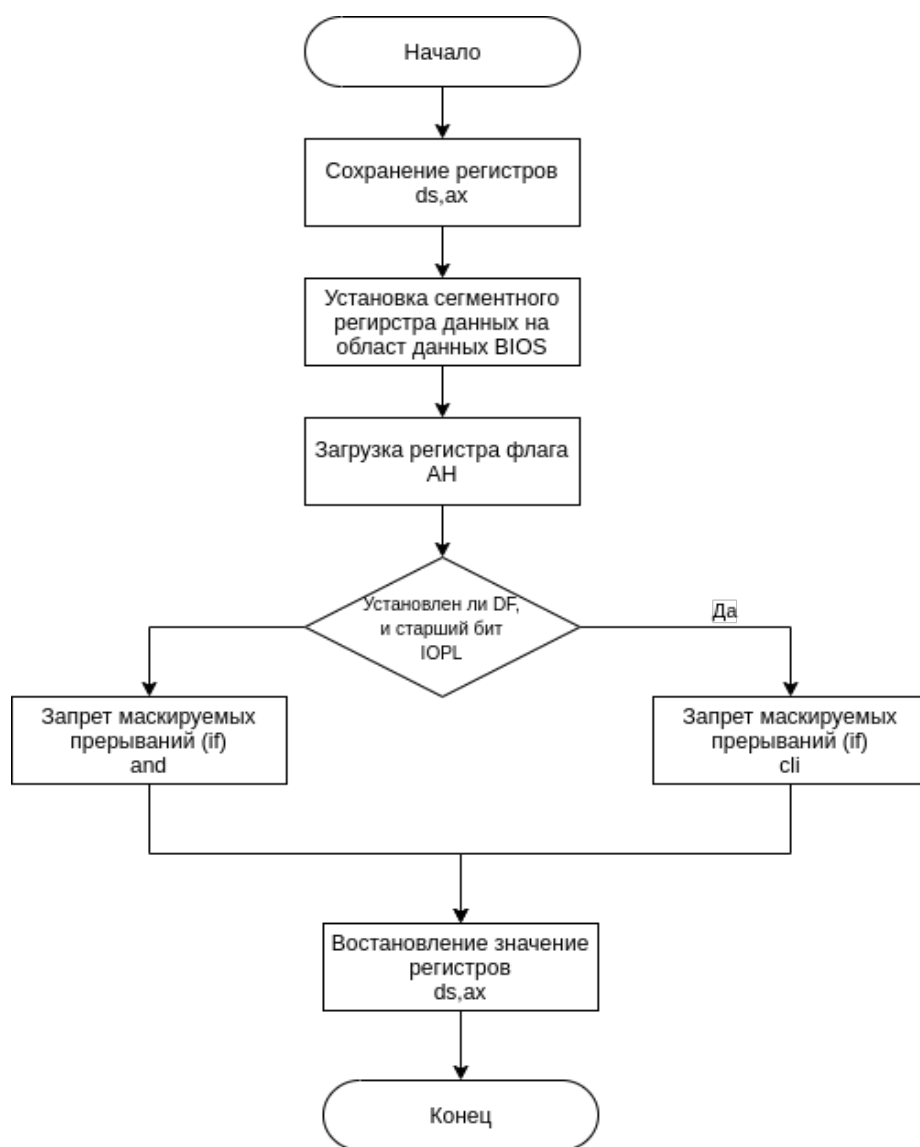 Начало
Сохранение регистров
ds,ax
Установка сегментного
регирстра данных на
област данных BIOS
Загрузка регистра флага
AH
Установлен ли DF,
и старший бит
IOPL
Да
Запрет маскируемых
прерываний (if)
and
Запрет маскируемых
прерываний (if)
cli
Востановление значение
регистров
ds,ax
Конец